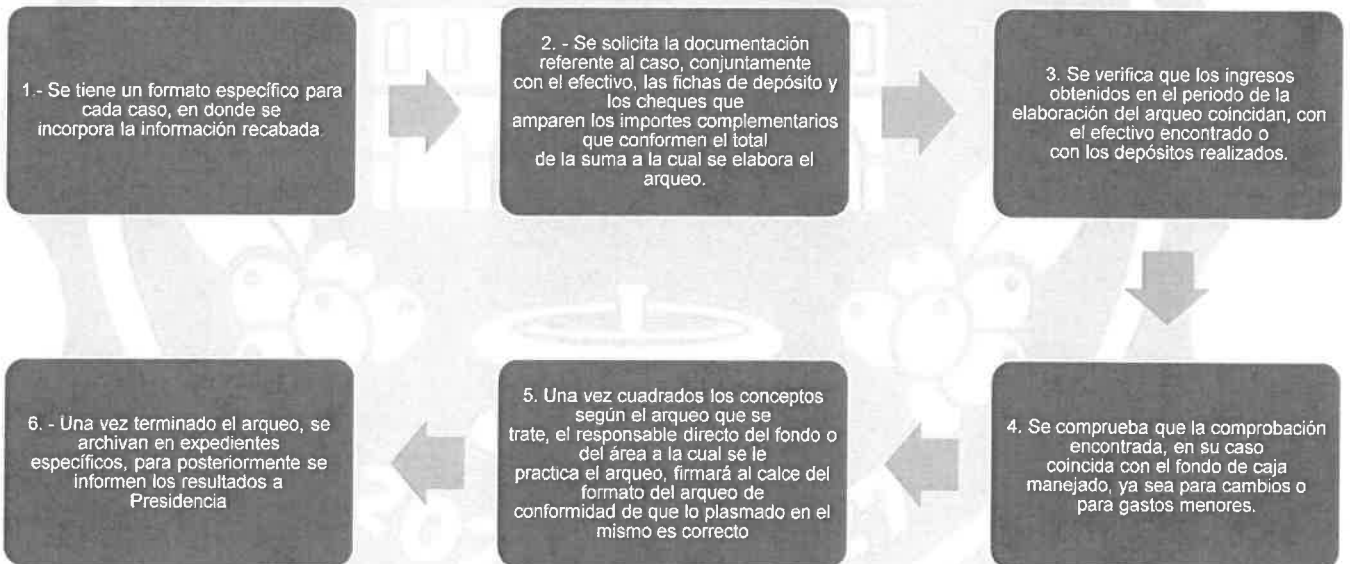 1.- Se tiene un formato específico para
cada caso, en donde se
incorpora la información recabada
2. - Se solicita la documentación
referente al caso, conjuntamente
con el efectivo, las fichas de depósito y
los cheques que
amparen los importes complementarios
que conformen el total
de la suma a la cual se elabora el
arqueo.
3. Se verifica que los ingresos
obtenidos en el periodo de la
elaboración del arqueo coincidan, con
el efectivo encontrado o
con los depósitos realizados.
4. Se comprueba que la comprobación
encontrada, en su caso
coincida con el fondo de caja
manejado, ya sea para cambios o
para gastos menores.
5. Una vez cuadrados los conceptos
según el arqueo que se
trate, el responsable directo del fondo o
del área a la cual se le
practica el arqueo, firmará al calce del
formato del arqueo de
conformidad de que lo plasmado en el
mismo es correcto
6. - Una vez terminado el arqueo, se
archivan en expedientes
específicos, para posteriormente se
informen los resultados a
Presidencia